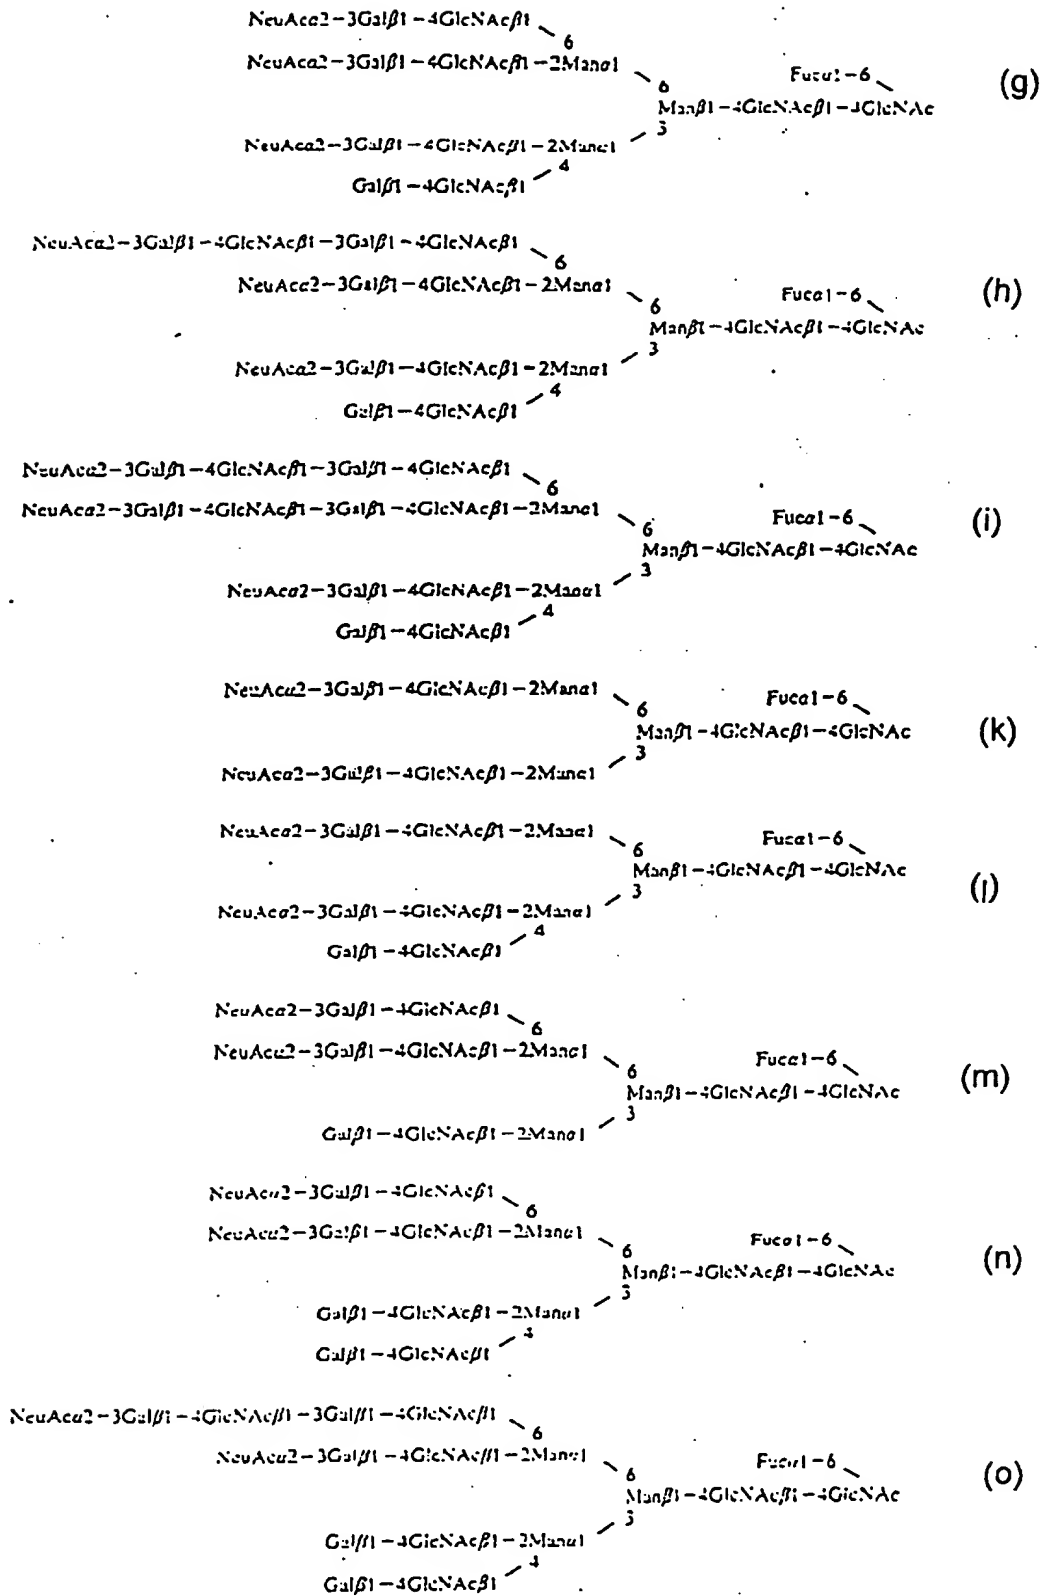 NeuAcα2-3Galβ1-4GlcNAcβ1
6
NeuAcα2-3Galβ1-4GlcNAcβ1-2Manα1
Fucα1-6
(g)
6
Manβ1-4GlcNAcβ1-4GlcNAc
3
NeuAcα2-3Galβ1-4GlcNAcβ1-2Manα1
4
Galβ1-4GlcNAcβ1
NeuAcα2-3Galβ1-4GlcNAcβ1-3Galβ1-4GlcNAcβ1
6
NeuAcα2-3Galβ1-4GlcNAcβ1-2Manα1
Fucα1-6
(h)
6
Manβ1-4GlcNAcβ1-4GlcNAc
3
NeuAcα2-3Galβ1-4GlcNAcβ1-2Manα1
4
Galβ1-4GlcNAcβ1
NeuAcα2-3Galβ1-4GlcNAcβ1-3Galβ1-4GlcNAcβ1
6
NeuAcα2-3Galβ1-4GlcNAcβ1-3Galβ1-4GlcNAcβ1-2Manα1
Fucα1-6
(i)
6
Manβ1-4GlcNAcβ1-4GlcNAc
3
NeuAcα2-3Galβ1-4GlcNAcβ1-2Manα1
4
Galβ1-4GlcNAcβ1
NeuAcα2-3Galβ1-4GlcNAcβ1-2Manα1
Fucα1-6
6
Manβ1-4GlcNAcβ1-4GlcNAc
(k)
3
NeuAcα2-3Galβ1-4GlcNAcβ1-2Manα1
NeuAcα2-3Galβ1-4GlcNAcβ1-2Manα1
Fucα1-6
6
Manβ1-4GlcNAcβ1-4GlcNAc
(j)
3
NeuAcα2-3Galβ1-4GlcNAcβ1-2Manα1
4
Galβ1-4GlcNAcβ1
NeuAcα2-3Galβ1-4GlcNAcβ1
6
NeuAcα2-3Galβ1-4GlcNAcβ1-2Manα1
Fucα1-6
(m)
6
Manβ1-4GlcNAcβ1-4GlcNAc
3
Galβ1-4GlcNAcβ1-2Manα1
NeuAcα2-3Galβ1-4GlcNAcβ1
6
NeuAcα2-3Galβ1-4GlcNAcβ1-2Manα1
Fucα1-6
(n)
6
Manβ1-4GlcNAcβ1-4GlcNAc
3
Galβ1-4GlcNAcβ1-2Manα1
4
Galβ1-4GlcNAcβ1
NeuAcα2-3Galβ1-4GlcNAcβ1-3Galβ1-4GlcNAcβ1
6
NeuAcα2-3Galβ1-4GlcNAcβ1-2Manα1
Fucα1-6
(o)
6
Manβ1-4GlcNAcβ1-4GlcNAc
3
Galβ1-4GlcNAcβ1-2Manα1
4
Galβ1-4GlcNAcβ1